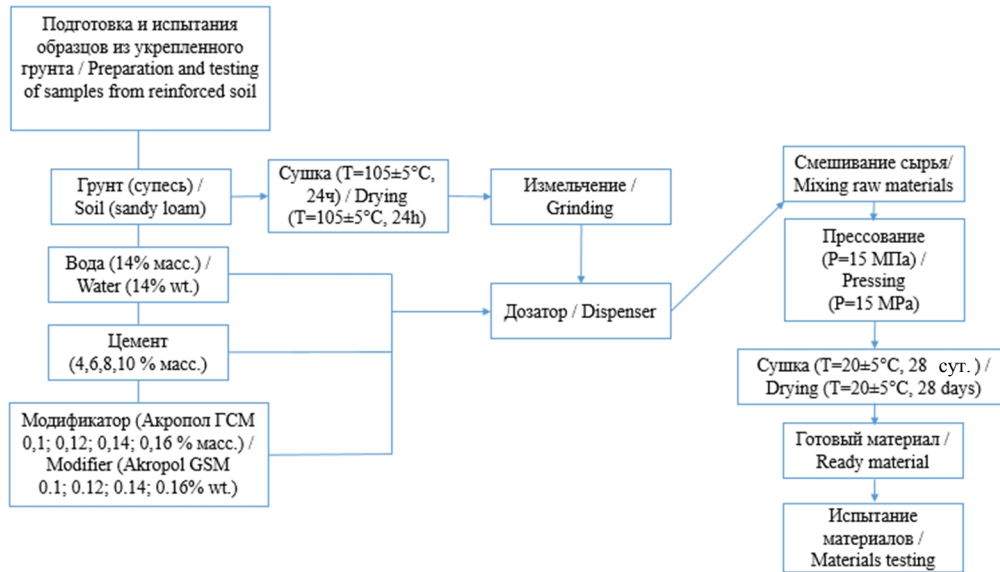 Подготовка и испытания
образцов из укрепленного
грунта / Preparation and testing
of samples from reinforced soil
Грунт (супесь) /
Soil (sandy loam)
Сушка (T=105±5°C,
24ч) / Drying
(T=105±5°C, 24h)
Измельчение /
Grinding
Вода (14% масс.) /
Water (14% wt.)
Цемент
(4,6,8,10 % масс.)
Модификатор (Акропол ГСМ
0,1; 0,12; 0,14; 0,16 % масс.) /
Modifier (Akropol GSM
0.1; 0.12; 0.14; 0.16% wt.)
Дозатор / Dispenser
Смешивание сырья/
Mixing raw materials
Прессование
(P=15 МПа) /
Pressing
(P=15 MPa)
Сушка (T=20±5°C, 28 сут. ) /
Drying (T=20±5°C, 28 days)
Готовый материал /
Ready material
Испытание
материалов /
Materials testing